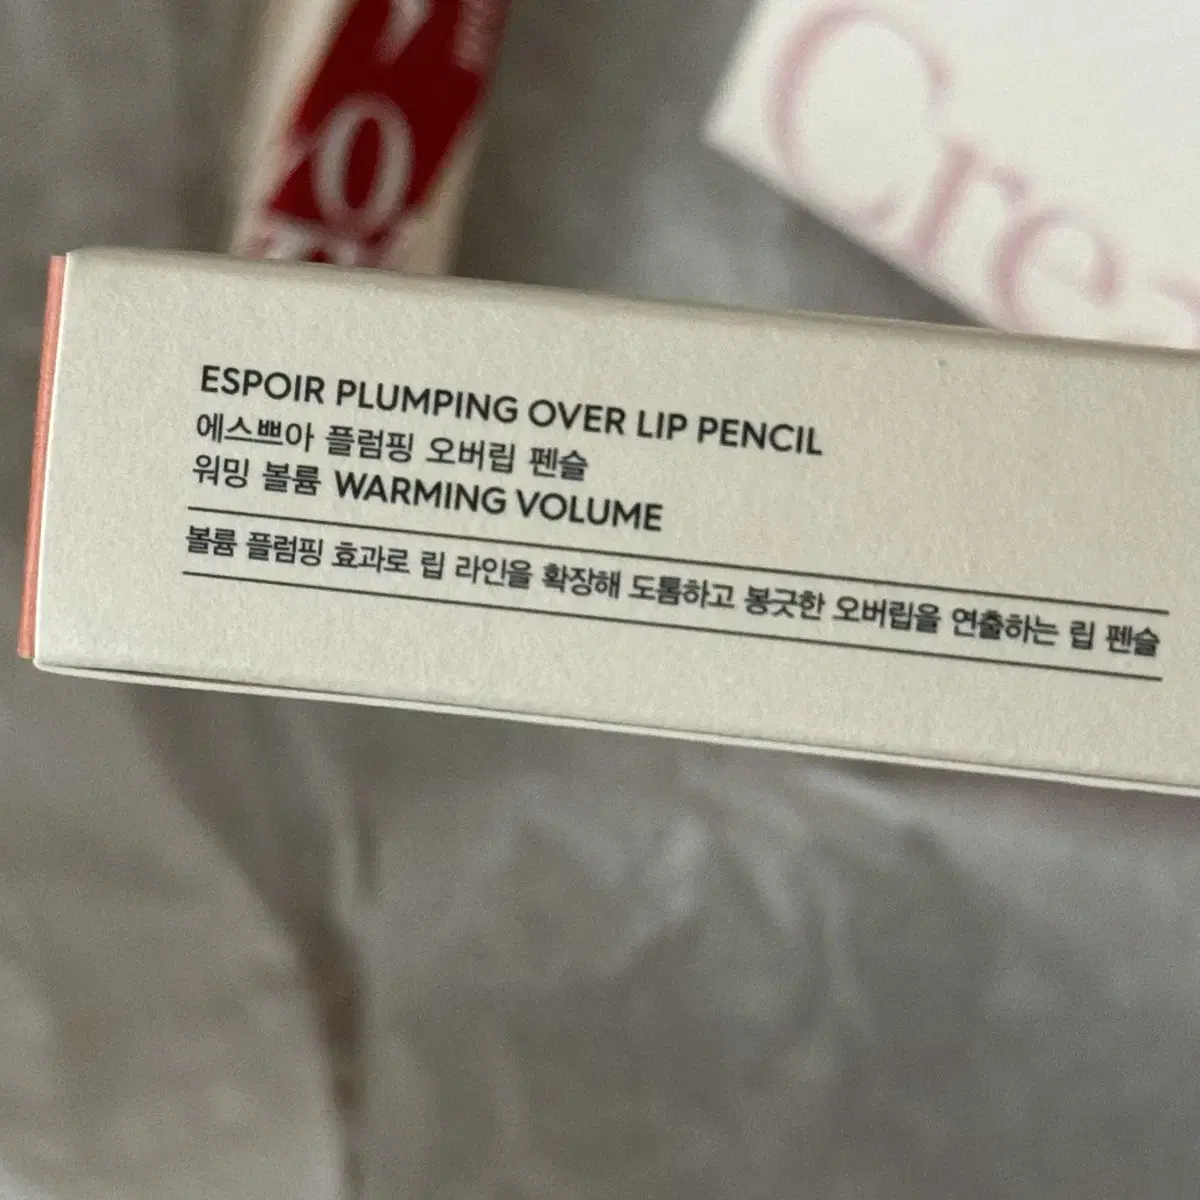 Crea
ESPOIR PLUMPING OVER LIP PENCIL
에스쁘아 플럼핑 오버립 펜슬
워밍 볼륨 WARMING VOLUME
볼륨 플럼핑 효과로 립 라인을 확장해 도톰하고 봉긋한 오버립을 연출하는 립 펜슬